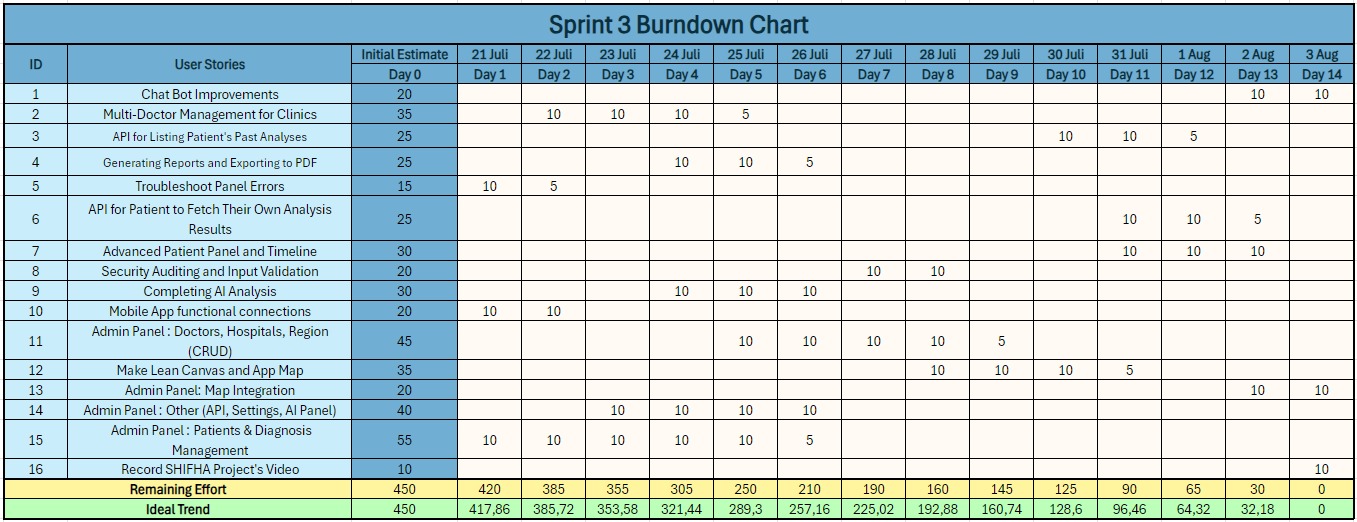 Sprint 3 Burndown Chart
ID User Stories Initial Estimate 21 Juli 22 Juli 23 Juli 24 Juli 25 Juli 26 Juli 27 Juli 28 Juli 29 Juli 30 Juli 31 Juli 1 Aug 2 Aug 3 Aug
Day 0 Day 1 Day 2 Day 3 Day 4 Day 5 Day 6 Day 7 Day 8 Day 9 Day 10 Day 11 Day 12 Day 13 Day 14
1 Chat Bot Improvements 20 10 10
2 Multi-Doctor Management for Clinics 35 10 10 10 5
3 API for Listing Patient's Past Analyses 25 10 10 5
4 Generating Reports and Exporting to PDF 25 10 10 5
5 Troubleshoot Panel Errors 15 10 5
6 API for Patient to Fetch Their Own Analysis
Results 25 10 10 5
7 Advanced Patient Panel and Timeline 30 10 10 10
8 Security Auditing and Input Validation 20 10 10
9 Completing AI Analysis 30 10 10 10
10 Mobile App functional connections 20 10 10
11 Admin Panel : Doctors, Hospitals, Region
(CRUD) 45 10 10 10 10 5
12 Make Lean Canvas and App Map 35 10 10 10 5
13 Admin Panel: Map Integration 20 10 10
14 Admin Panel : Other (API, Settings, AI Panel) 40 10 10 10 10
15 Admin Panel : Patients & Diagnosis
Management 55 10 10 10 10 10 5
16 Record SHIFHA Project's Video 10 10
Remaining Effort 450 420 385 355 305 250 210 190 160 145 125 90 65 30 0
Ideal Trend 450 417,86 385,72 353,58 321,44 289,3 257,16 225,02 192,88 160,74 128,6 96,46 64,32 32,18 0